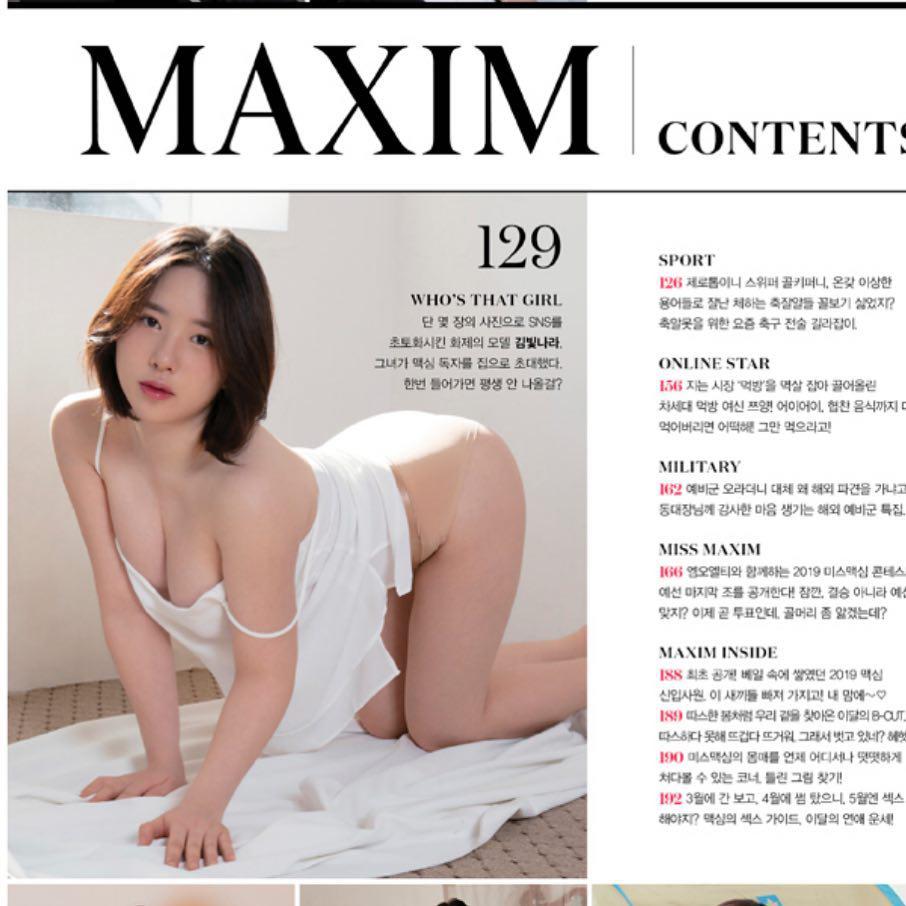 MAXIM
CONTENTS
129
WHO'S THAT GIRL
단 몇 장의 사진으로 SNS를
초토화시킨 화제의 모델 김빛나라.
그녀가 맥심 독자를 집으로 초대했다.
한번 들어가면 평생 안 나올걸?
SPORT
126 제로톱이니 스위퍼 골키퍼니, 온갖 이상한
용어들로 잘난 체하는 축잘알들 꼴보기 싫었지?
축알못을 위한 요즘 축구 전술 길라잡이.
ONLINE STAR
156 지는 시장 '먹방'을 멱살 잡아 끌어올린
차세대 먹방 여신 쯔양! 어이어이, 협찬 음식까지 다
먹어버리면 어떡해! 그만 먹으라고!
MILITARY
162 예비군 오라더니 대체 왜 해외 파견을 가냐고
동대장님께 감사한 마음 생기는 해외 예비군 특집.
MISS MAXIM
166 엠오엘티와 함께하는 2019 미스맥심 콘테스
예선 마지막 조를 공개한다! 잠깐, 결승 아니라 예선
맞지? 이제 곧 투표인데, 골머리 좀 앓겠는데?
MAXIM INSIDE
188 최초 공개! 베일 속에 쌓였던 2019 맥심
신입사원. 이 새끼들 빠져 가지고! 내 맘에~♡
189 따스한 봄처럼 우리 곁을 찾아온 이달의 B-CUT.
따스하다 못해 뜨겁다 뜨거워. 그래서 벗고 있네? 헤헷
190 미스맥심의 몸매를 언제 어디서나 떳떳하게
쳐다볼 수 있는 코너, 틀린 그림 찾기!
192 3월에 간 보고, 4월에 썸 탔으니, 5월엔 섹스
해야지? 맥심의 섹스 가이드, 이달의 연애 운세!